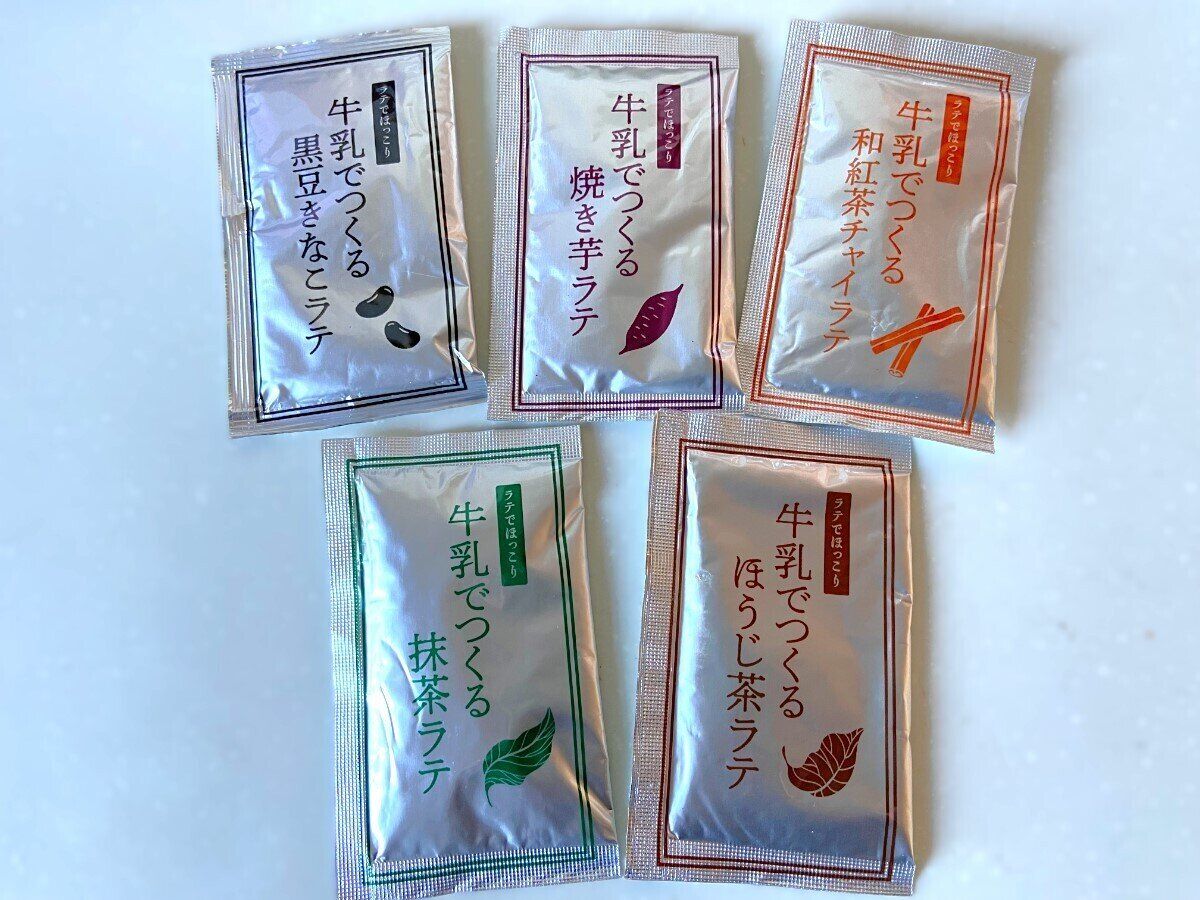 ラテでほっこり
牛乳でつくる
黒豆きなこラテ
ラテでほっこり
牛乳でつくる
焼き芋ラテ
ラテでほっこり
牛乳でつくる
和紅茶チャイラテ
ラテでほっこり
牛乳でつくる
抹茶ラテ
ラテでほっこり
牛乳でつくる
ほうじ茶ラテ